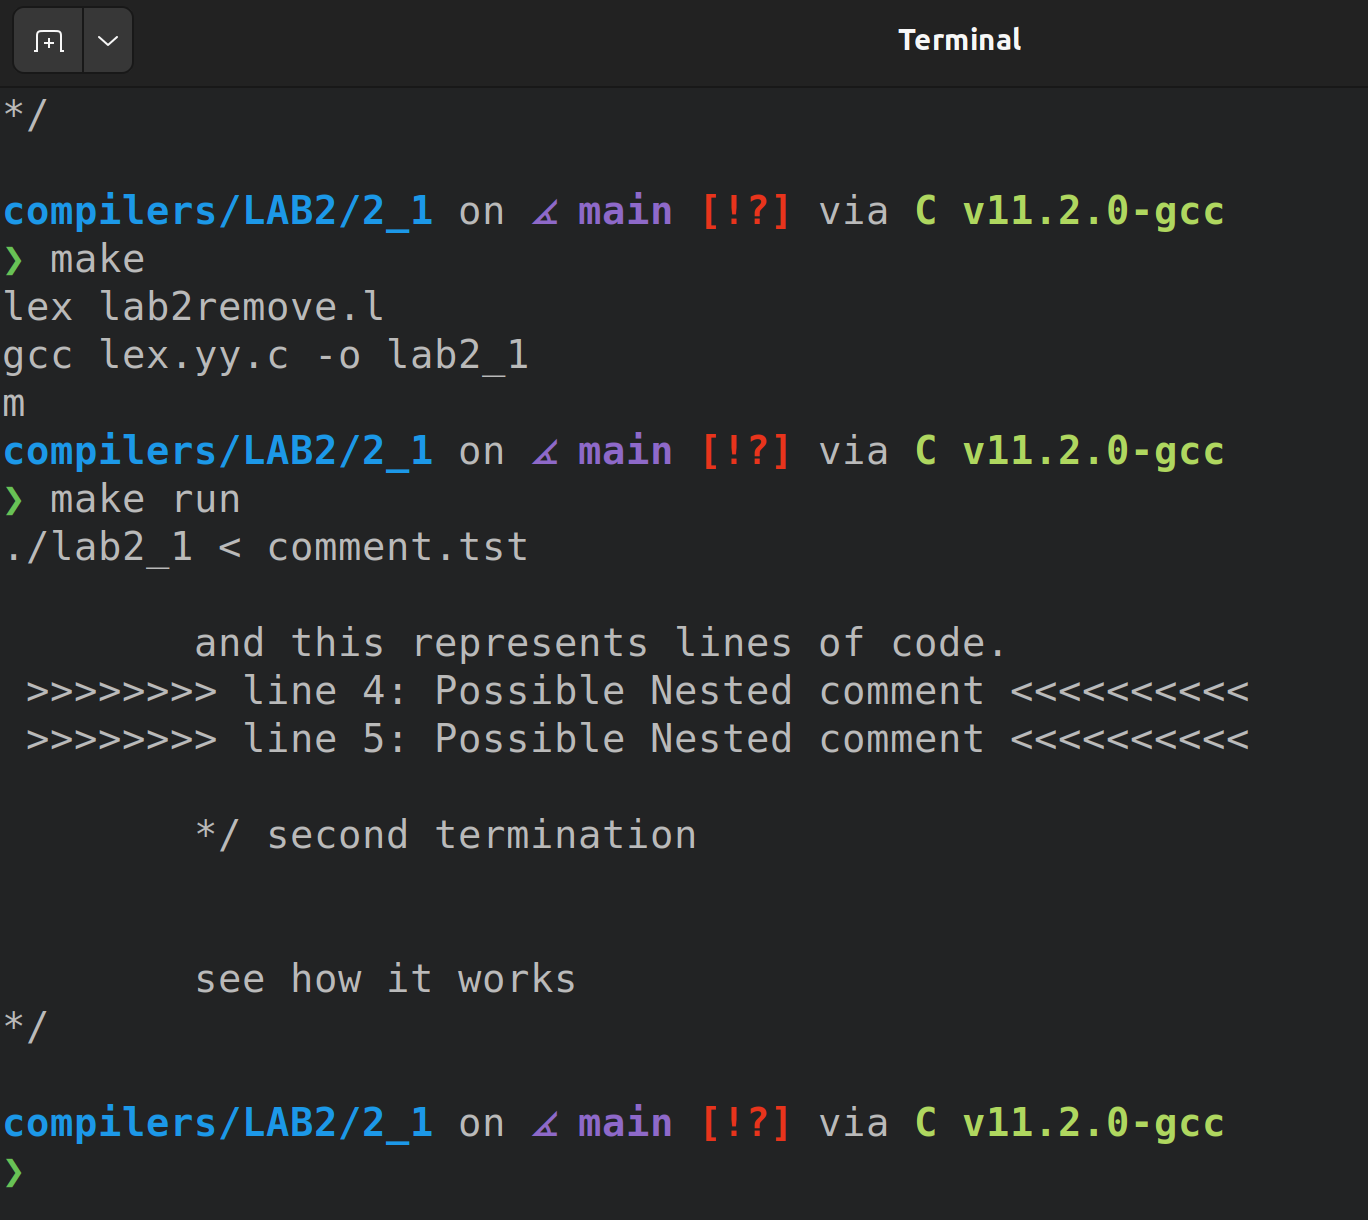 Terminal
*/
compilers/LAB2/2_1 on main [!?] via C v11.2.0-gcc
❯ make
lex lab2remove.l
gcc lex.yy.c -o lab2_1
m
compilers/LAB2/2_1 on main [!?] via C v11.2.0-gcc
❯ make run
./lab2_1 < comment.tst
and this represents lines of code.
>>>>>>>> line 4: Possible Nested comment <<<<<<<<<<
>>>>>>>> line 5: Possible Nested comment <<<<<<<<<<
*/ second termination
see how it works
*/
compilers/LAB2/2_1 on main [!?] via C v11.2.0-gcc
❯